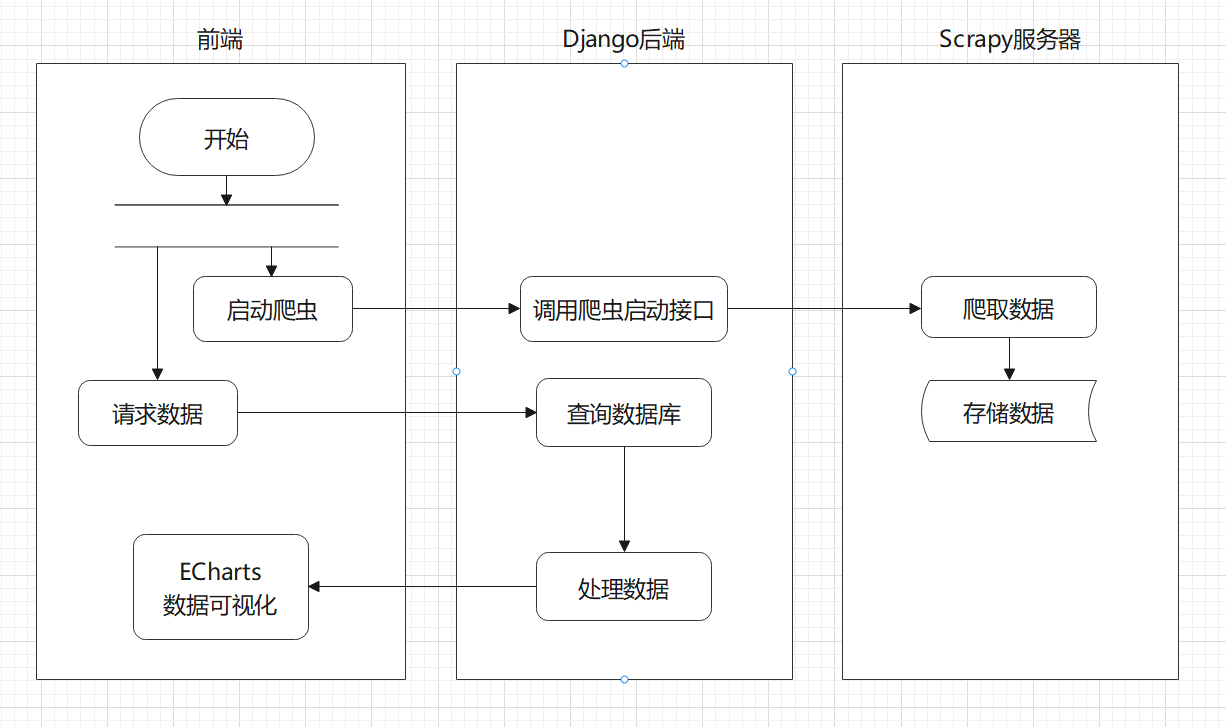 前端
Django后端
Scrapy服务器
开始
启动爬虫
调用爬虫启动接口
爬取数据
请求数据
查询数据库
存储数据
ECharts
数据可视化
处理数据